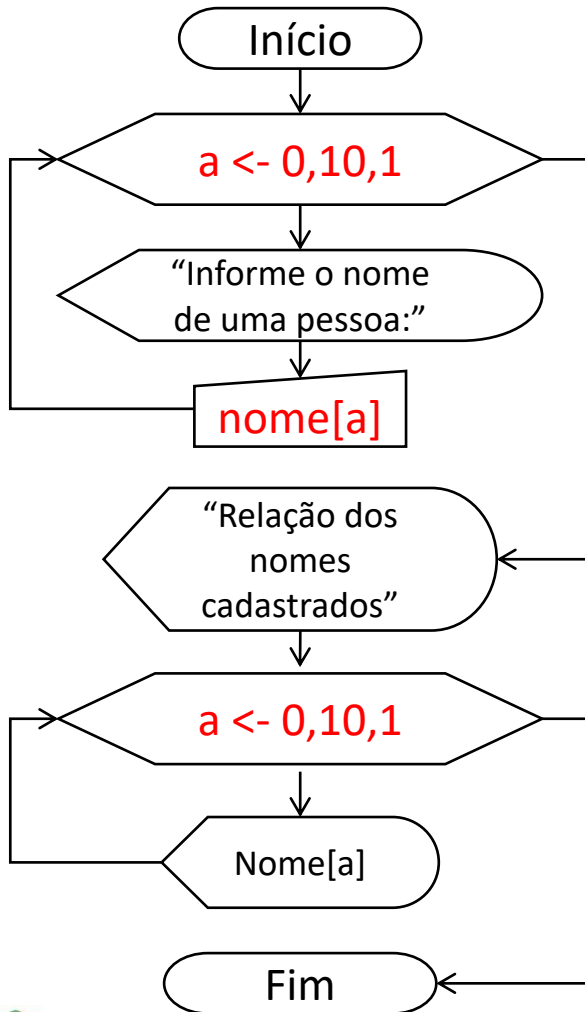 Início
a <- 0,10,1
“Informe o nome
de uma pessoa:”
nome[a]
“Relação dos
nomes
cadastrados”
a <- 0,10,1
Nome[a]
Fim